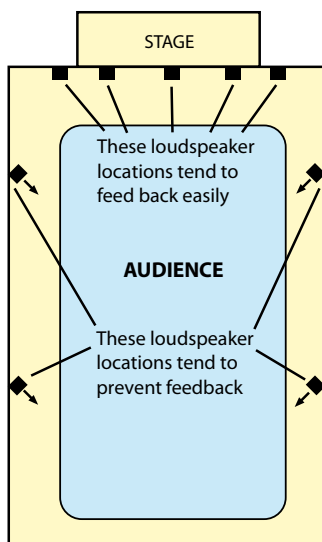 STAGE
These loudspeaker
locations tend to
feed back easily
AUDIENCE
These loudspeaker
locations tend to
prevent feedback